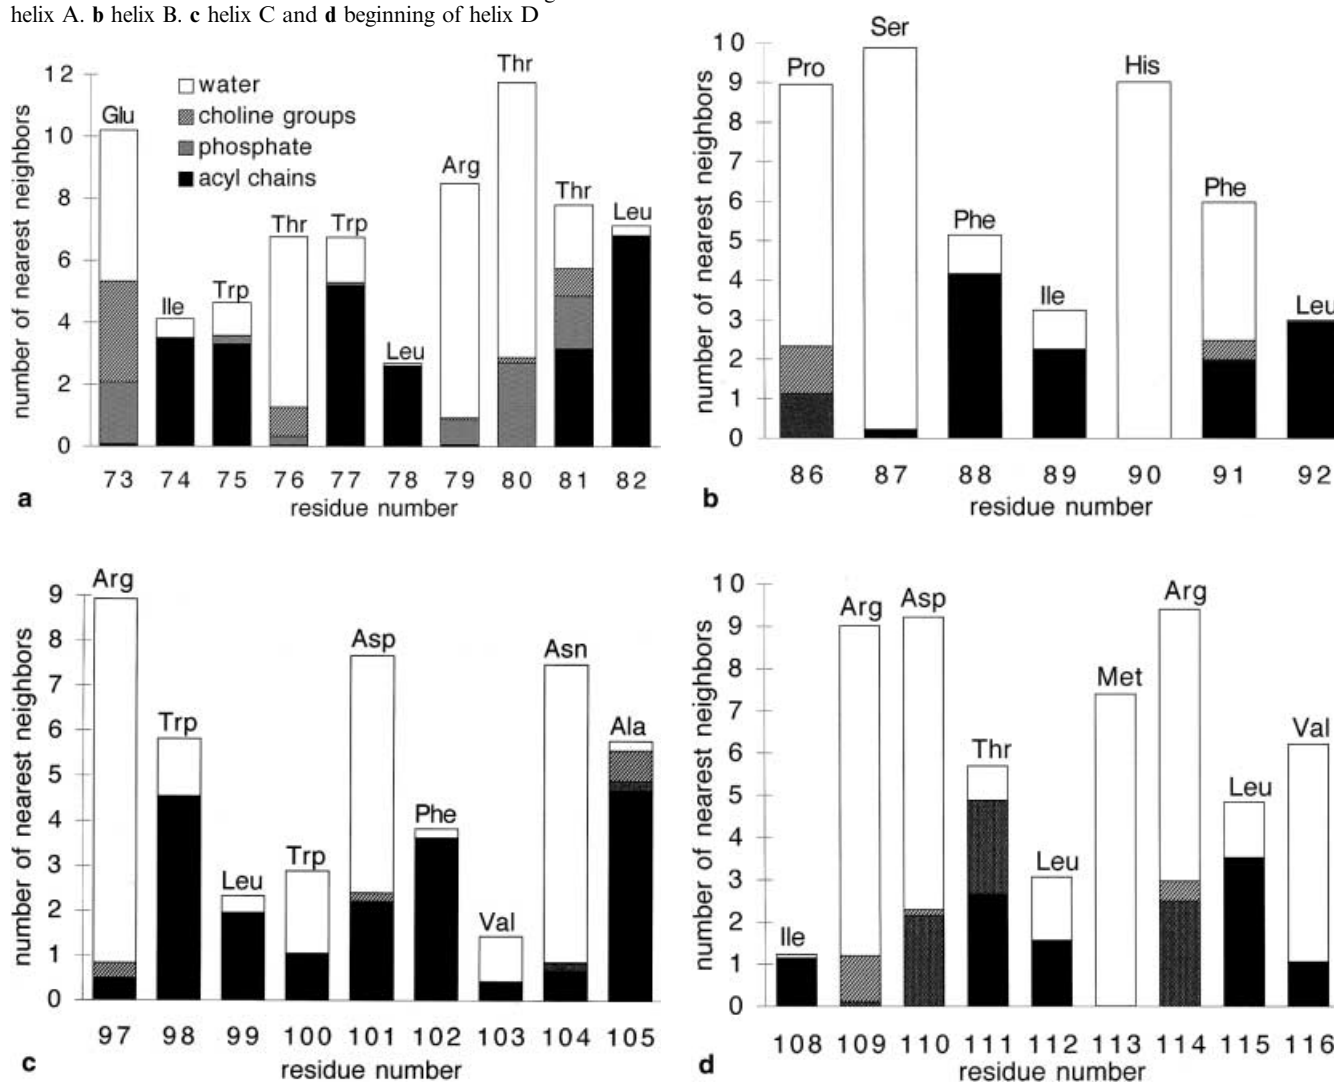 helix A. b helix B. c helix C and d beginning of helix D
number of nearest neighbors
12
10
8
6
4
2
0
water
choline groups
phosphate
acyl chains
Glu
Ile
Trp
Thr
Trp
Leu
Arg
Thr
Thr
Leu
73 74 75 76 77 78 79 80 81 82
a
residue number
number of nearest neighbors
10
9
8
7
6
5
4
3
2
1
0
Pro
Ser
Phe
Ile
His
Phe
Leu
86 87 88 89 90 91 92
b
residue number
number of nearest neighbors
9
8
7
6
5
4
3
2
1
0
Arg
Trp
Leu
Trp
Asp
Phe
Val
Asn
Ala
97 98 99 100 101 102 103 104 105
c
residue number
number of nearest neighbors
10
9
8
7
6
5
4
3
2
1
0
Ile
Arg
Asp
Thr
Leu
Met
Arg
Leu
Val
108 109 110 111 112 113 114 115 116
d
residue number